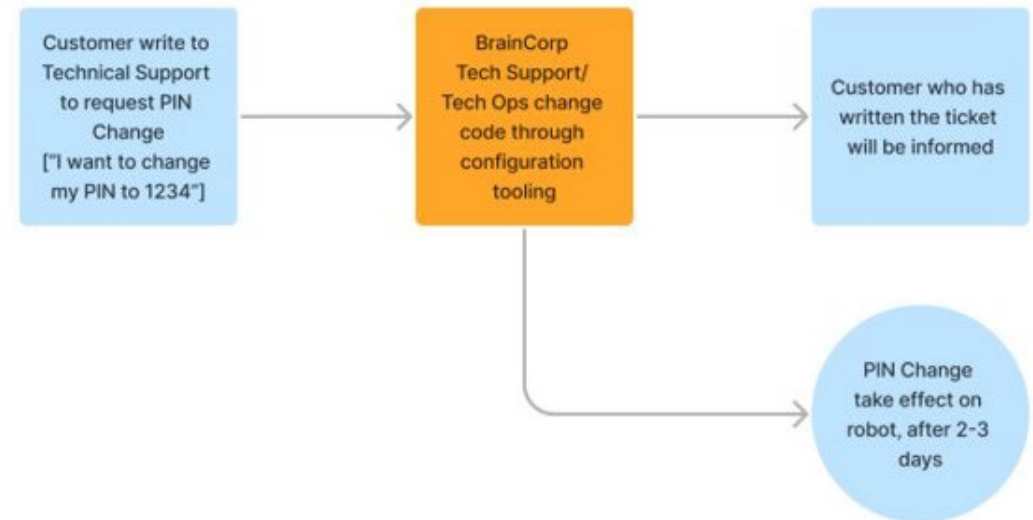 Customer write to
Technical Support
to request PIN
Change
["I want to change
my PIN to 1234"]
BrainCorp
Tech Support/
Tech Ops change
code through
configuration
tooling
Customer who has
written the ticket
will be informed
PIN Change
take effect on
robot, after 2-3
days